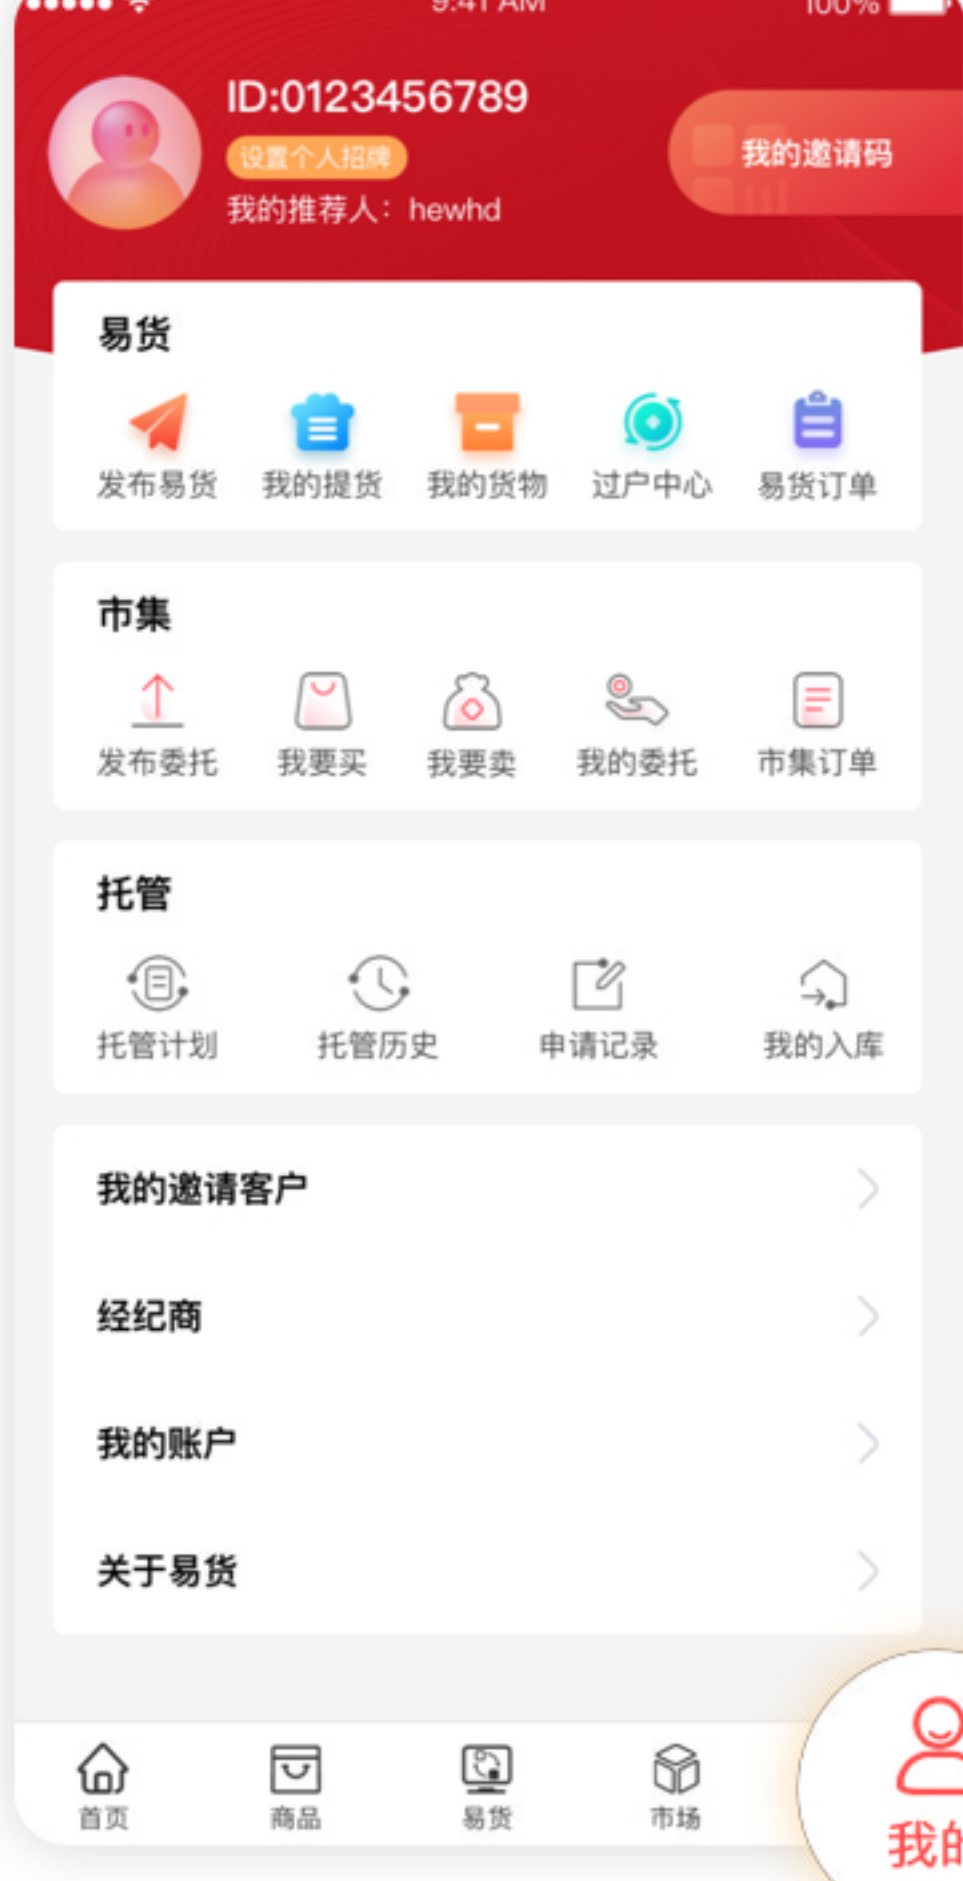 9:41 AM
100%
ID:0123456789
设置个人招牌
我的推荐人：hewhd
我的邀请码
易货
发布易货
我的提货
我的货物
过户中心
易货订单
市集
发布委托
我要买
我要卖
我的委托
市集订单
托管
托管计划
托管历史
申请记录
我的入库
我的邀请客户
经纪商
我的账户
关于易货
首页
商品
易货
市场
我的